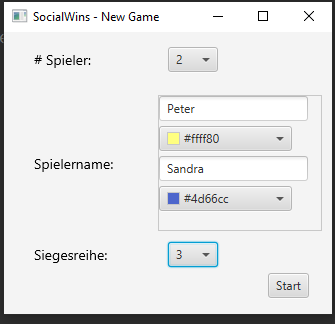 SocialWins - New Game
# Spieler:
2
Peter
#ffff80
Spielername:
Sandra
#4d66cc
Siegesreihe:
3
Start